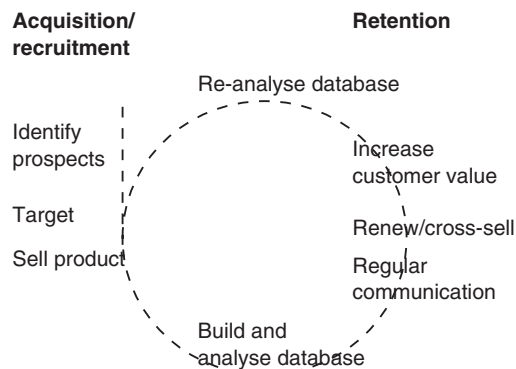 Acquisition/
recruitment
Retention
Re-analyse database
Identify
prospects
Increase
customer value
Target
Renew/cross-sell
Sell product
Regular
communication
Build and
analyse database